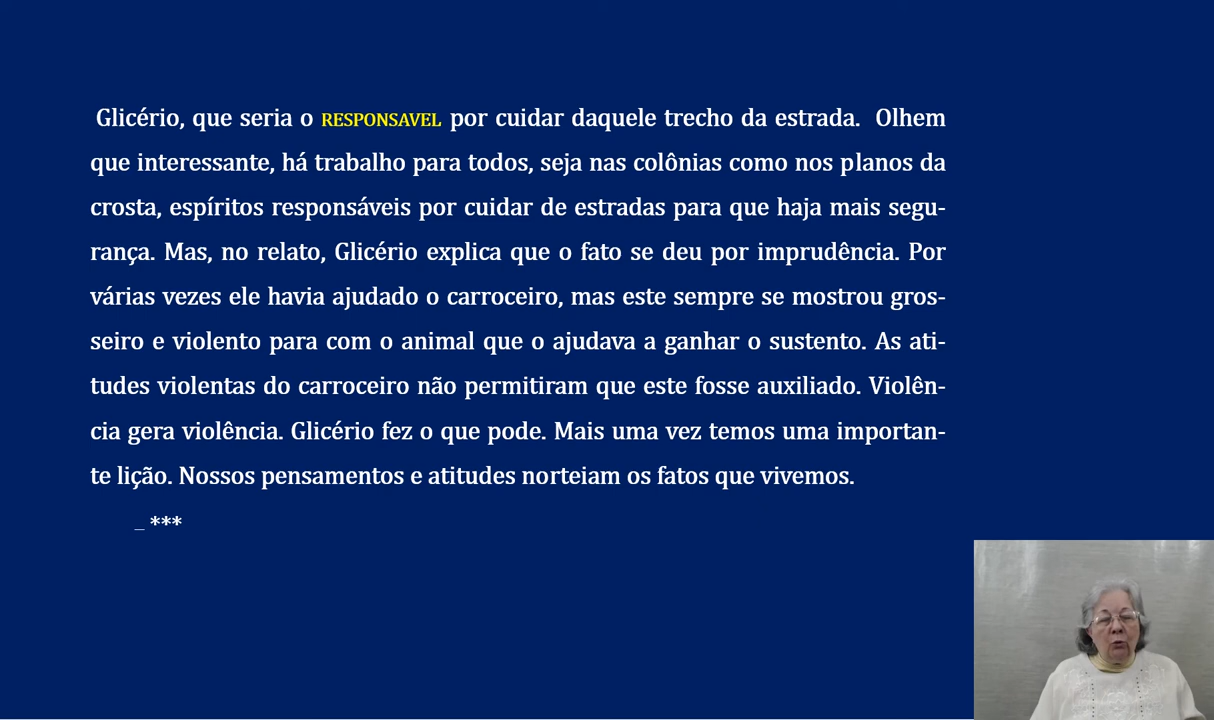 Glicério, que seria o RESPONSAVEL por cuidar daquele trecho da estrada. Olhem
que interessante, há trabalho para todos, seja nas colônias como nos planos da
crosta, espíritos responsáveis por cuidar de estradas para que haja mais segu-
rança. Mas, no relato, Glicério explica que o fato se deu por imprudência. Por
várias vezes ele havia ajudado o carroceiro, mas este sempre se mostrou gros-
seiro e violento para com o animal que o ajudava a ganhar o sustento. As ati-
tudes violentas do carroceiro não permitiram que este fosse auxiliado. Violên-
cia gera violência. Glicério fez o que pode. Mais uma vez temos uma importan-
te lição. Nossos pensamentos e atitudes norteiam os fatos que vivemos.
_ ***